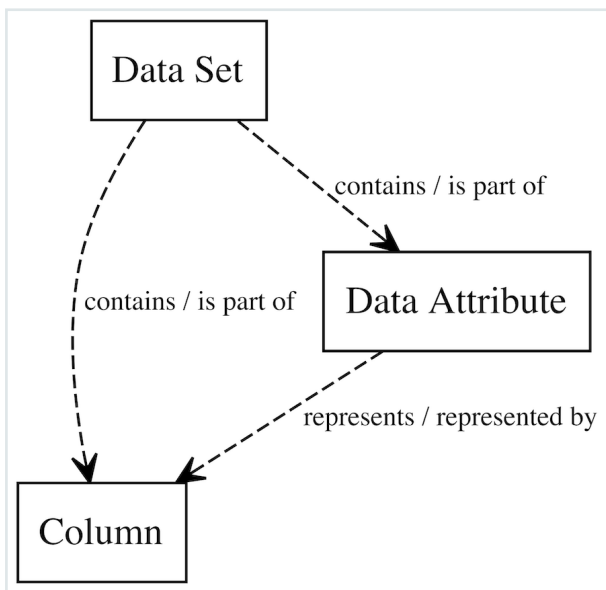 Data Set
contains / is part of
contains / is part of
Data Attribute
represents / represented by
Column